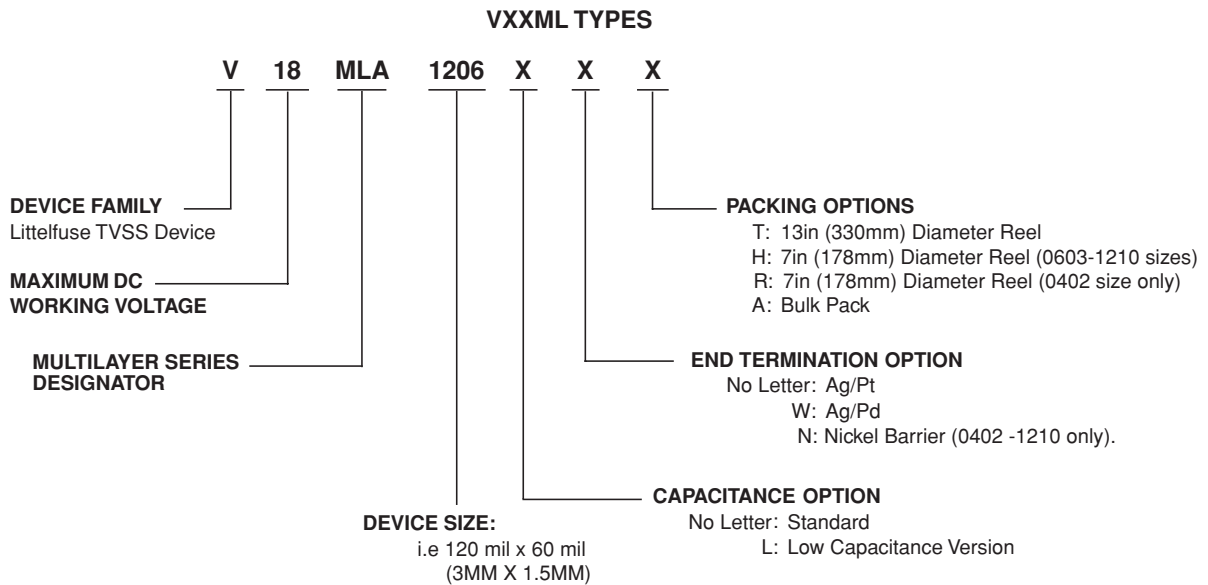 VXXML TYPES
V 18 MLA 1206 X X X
DEVICE FAMILY
Littelfuse TVSS Device
MAXIMUM DC
WORKING VOLTAGE
MULTILAYER SERIES
DESIGNATOR
DEVICE SIZE:
i.e 120 mil x 60 mil
(3MM X 1.5MM)
PACKING OPTIONS
T: 13in (330mm) Diameter Reel
H: 7in (178mm) Diameter Reel (0603-1210 sizes)
R: 7in (178mm) Diameter Reel (0402 size only)
A: Bulk Pack
END TERMINATION OPTION
No Letter: Ag/Pt
W: Ag/Pd
N: Nickel Barrier (0402 -1210 only).
CAPACITANCE OPTION
No Letter: Standard
L: Low Capacitance Version